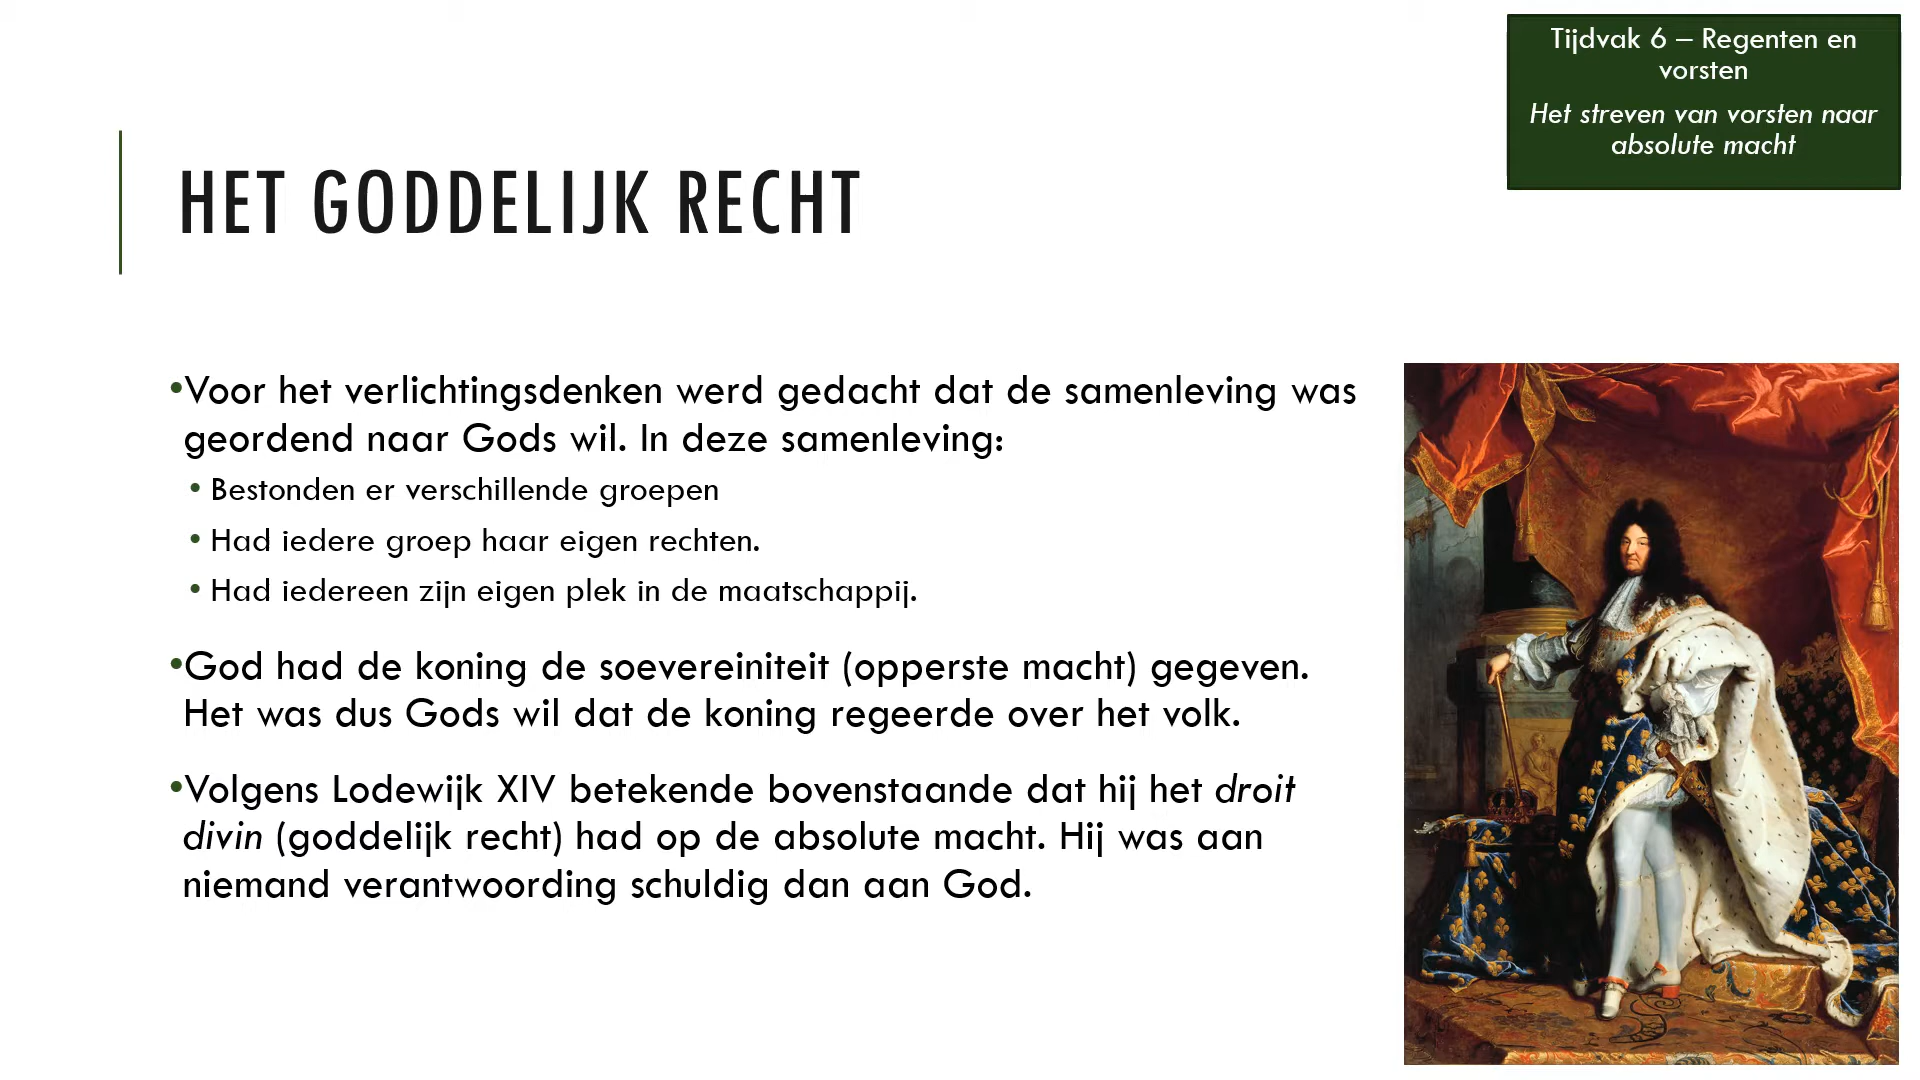 Tijdvak 6 – Regenten en
vorsten
Het streven van vorsten naar
absolute macht
HET GODDELIJK RECHT
•Voor het verlichtingsdenken werd gedacht dat de samenleving was
geordend naar Gods wil. In deze samenleving:
• Bestonden er verschillende groepen
• Had iedere groep haar eigen rechten.
• Had iedereen zijn eigen plek in de maatschappij.
•God had de koning de soevereiniteit (opperste macht) gegeven.
Het was dus Gods wil dat de koning regeerde over het volk.
•Volgens Lodewijk XIV betekende bovenstaande dat hij het droit
divin (goddelijk recht) had op de absolute macht. Hij was aan
niemand verantwoording schuldig dan aan God.